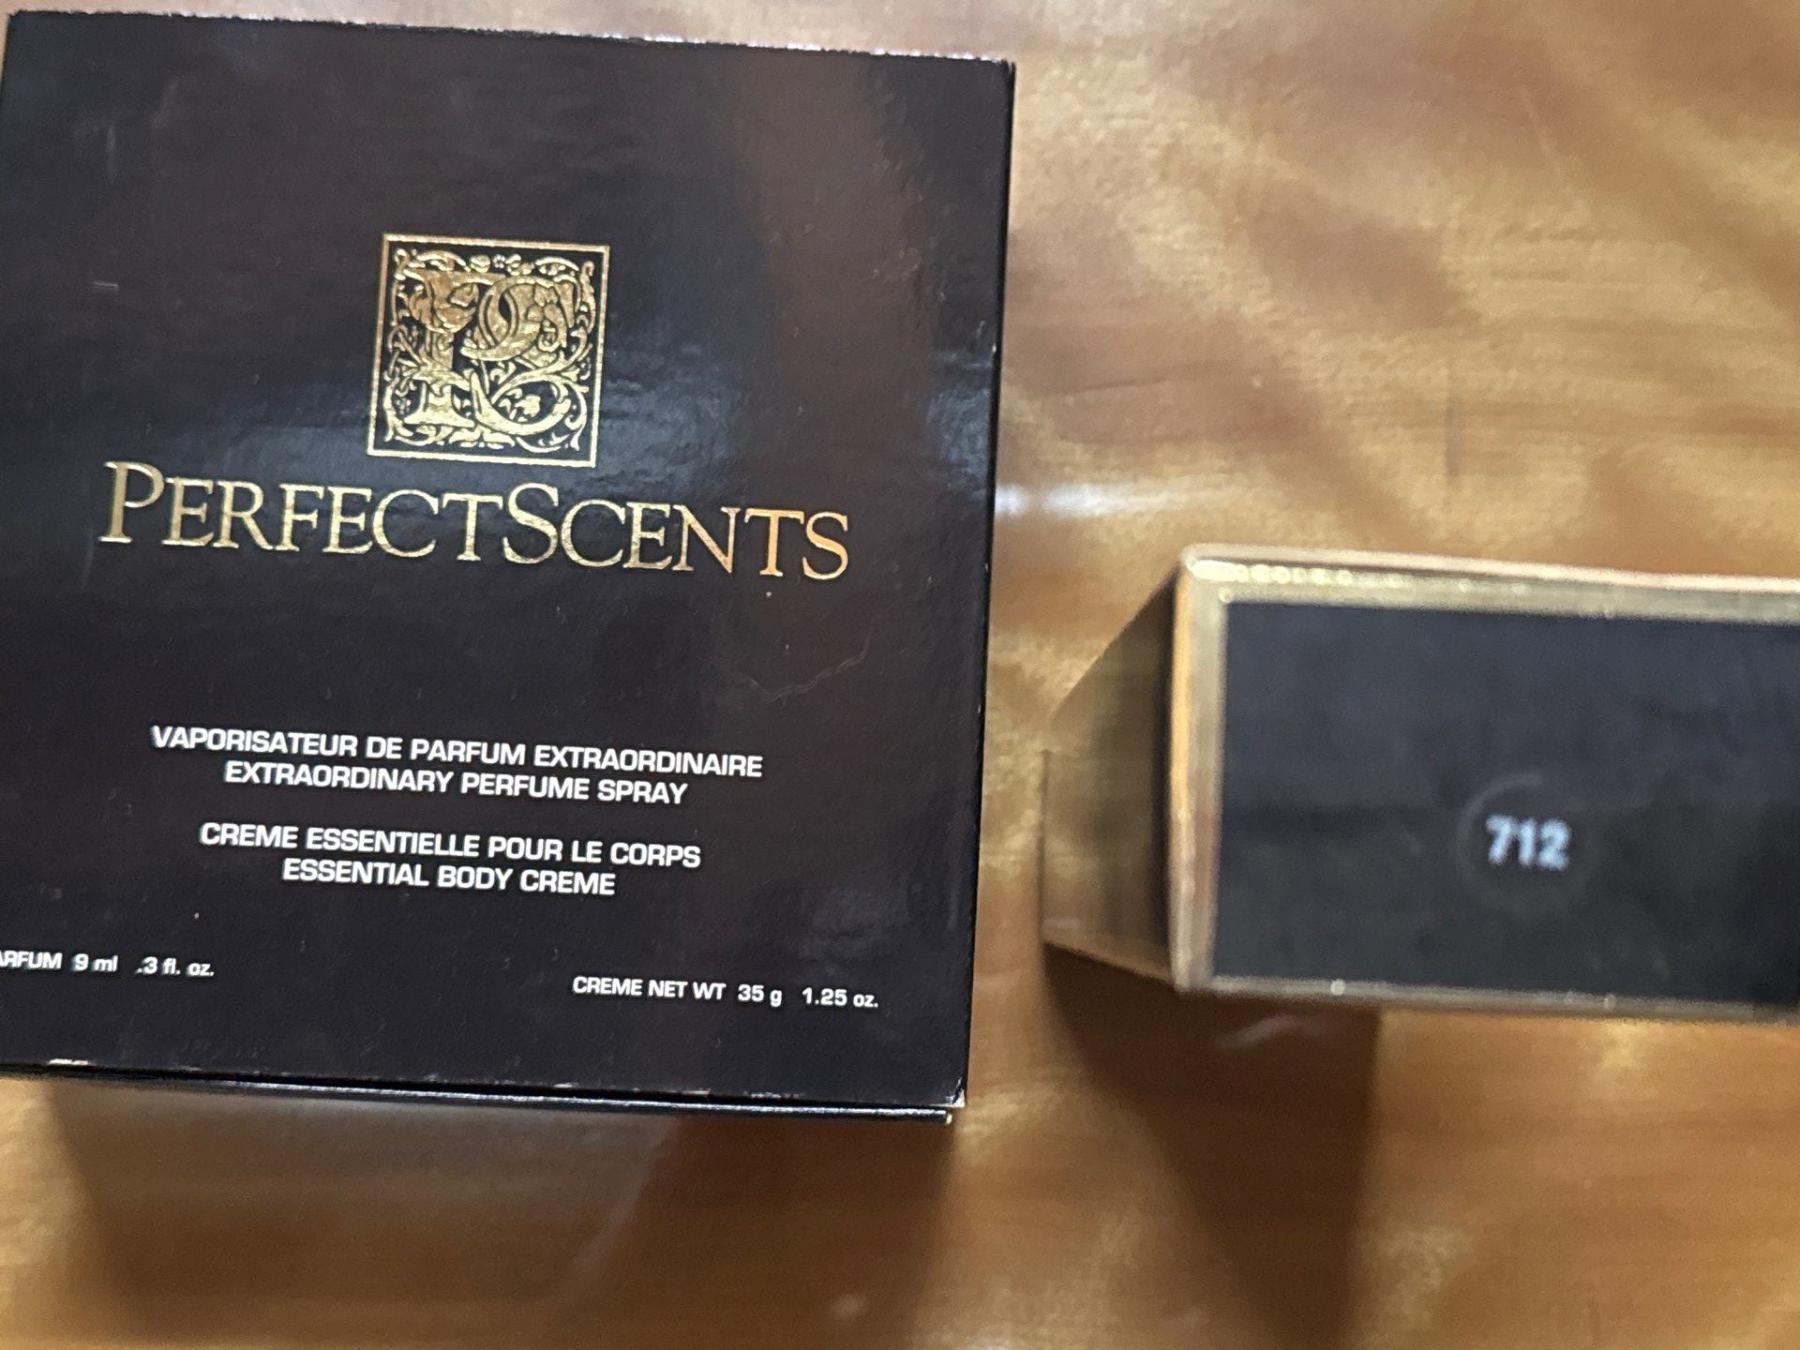 PERFECTSCENTS
VAPORISATEUR DE PARFUM EXTRAORDINAIRE
EXTRAORDINARY PERFUME SPRAY
CREME ESSENTIELLE POUR LE CORPS
ESSENTIAL BODY CREME
ARFUM 9 ml .3 fl. oz.
CREME NET WT 35 g 1.25 oz.
712